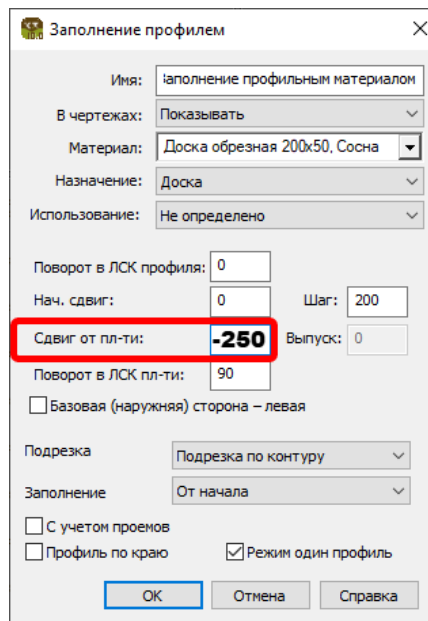 Заполнение профилем
Имя: Заполнение профильным материалом
В чертежах: Показывать
Материал: Доска обрезная 200x50, Сосна
Назначение: Доска
Использование: Не определено
Поворот в ЛСК профиля: 0
Нач. сдвиг: 0 Шаг: 200
Сдвиг от пл-ти: -250 Выпуск: 0
Поворот в ЛСК пл-ти: 90
Базовая (наружняя) сторона – левая
Подрезка Подрезка по контуру
Заполнение От начала
С учетом проемов
Профиль по краю Режим один профиль
ОК Отмена Справка